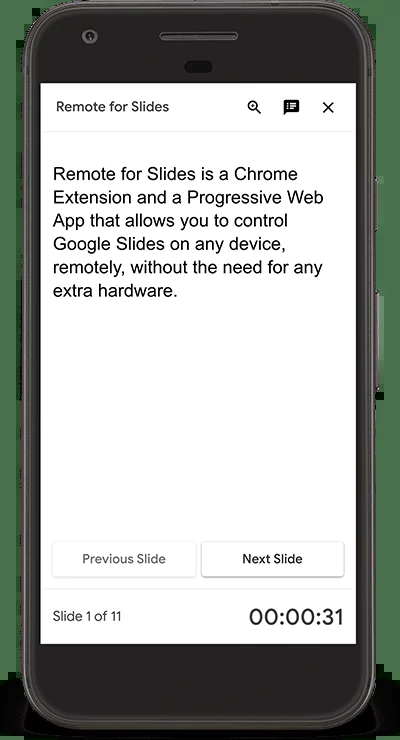 Remote for Slides
Remote for Slides is a Chrome
Extension and a Progressive Web
App that allows you to control
Google Slides on any device,
remotely, without the need for any
extra hardware.
Previous Slide
Next Slide
Slide 1 of 11
00:00:31